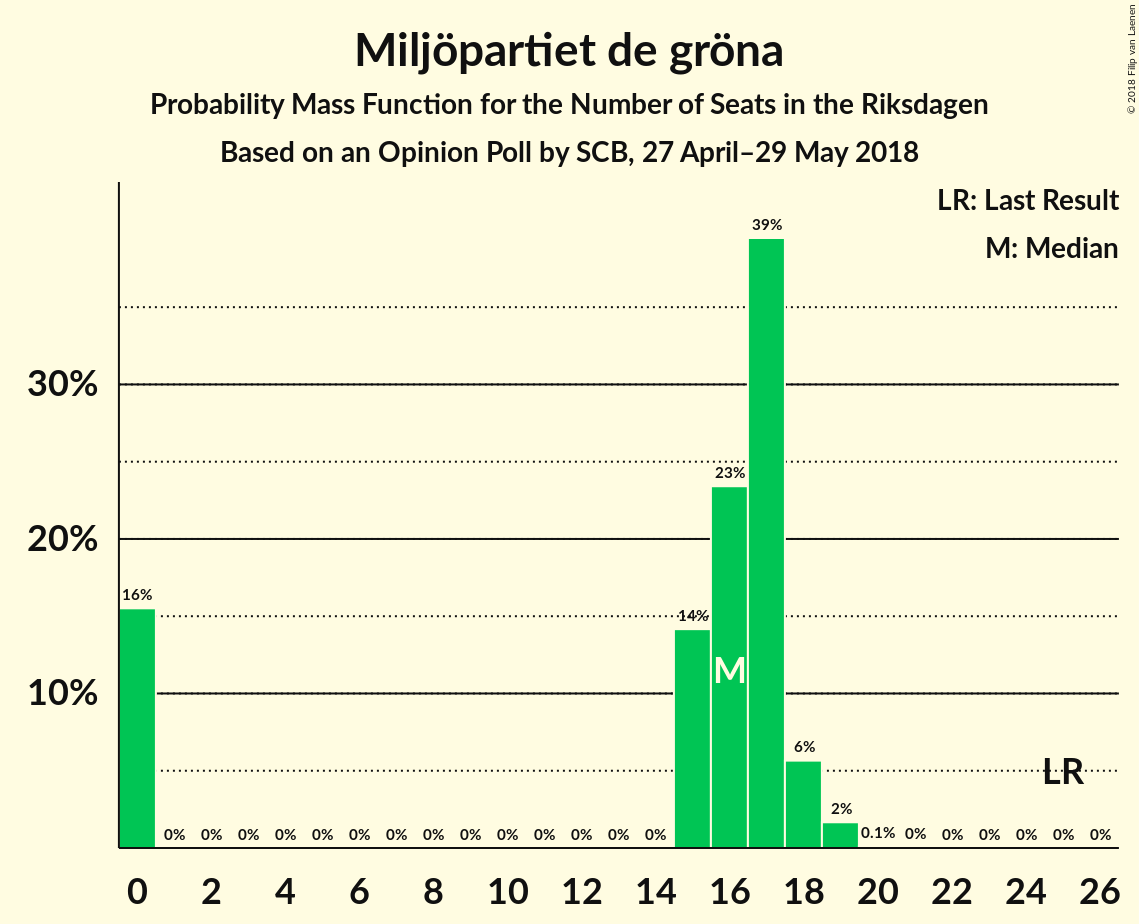 Miljöpartiet de gröna
Probability Mass Function for the Number of Seats in the Riksdagen
Based on an Opinion Poll by SCB, 27 April–29 May 2018
© 2018 Filip van Laenen
LR: Last Result
M: Median
39%
30%
23%
20%
16%
14%
M
10%
6%
LR
2%
0% 0% 0% 0% 0% 0% 0% 0% 0% 0% 0% 0% 0% 0% 0.1% 0% 0% 0% 0% 0% 0%
0 2 4 6 8 10 12 14 16 18 20 22 24 26